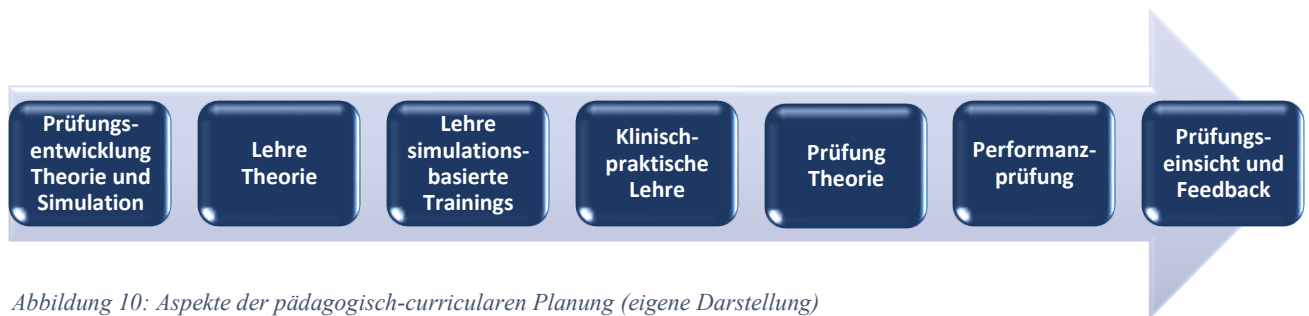 Prüfungs-
entwicklung
Theorie und
Simulation
Lehre
Theorie
Lehre
simulations-
basierte
Trainings
Klinisch-
praktische
Lehre
Prüfung
Theorie
Performanz-
prüfung
Prüfungs-
einsicht und
Feedback
Abbildung 10: Aspekte der pädagogisch-curricularen Planung (eigene Darstellung)